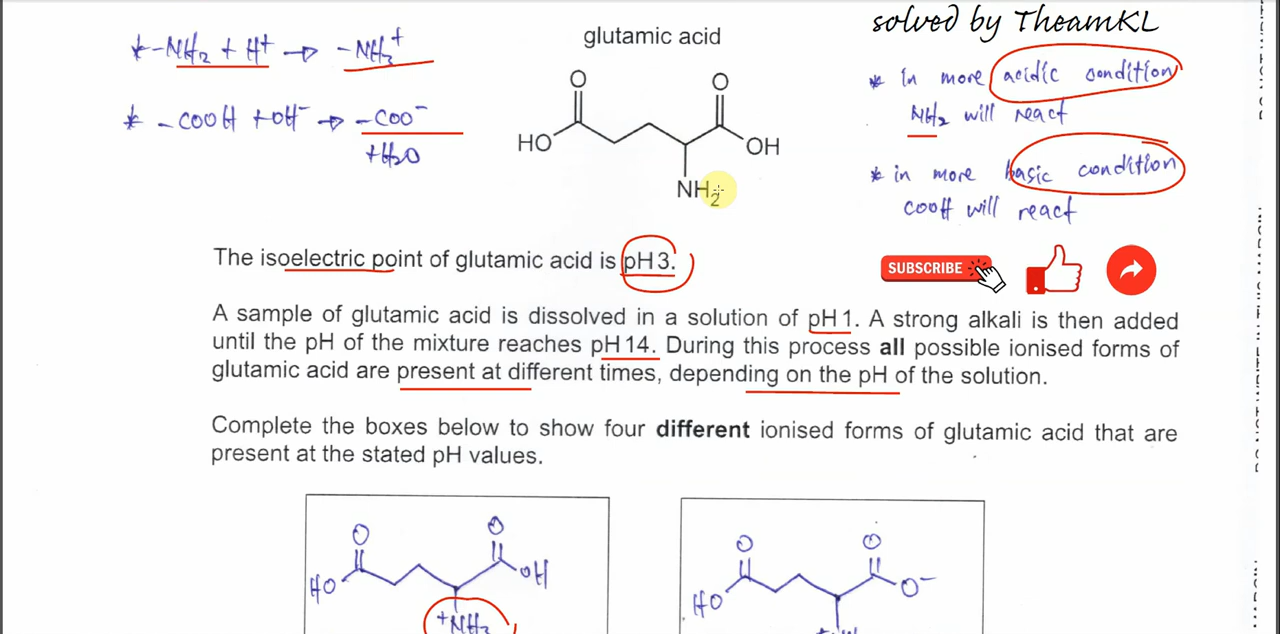 solved by TheamKL
*-NH₂ + H⁺ → -NH₃⁺
glutamic acid
* in more acidic condition
NH₂ will react
* -COOH + OH⁻ → -COO⁻
+H₂O
* in more basic condition
COOH will react
O
O
HO
OH
NH₂
The isoelectric point of glutamic acid is pH 3.
SUBSCRIBE
A sample of glutamic acid is dissolved in a solution of pH 1. A strong alkali is then added
until the pH of the mixture reaches pH 14. During this process all possible ionised forms of
glutamic acid are present at different times, depending on the pH of the solution.
Complete the boxes below to show four different ionised forms of glutamic acid that are
present at the stated pH values.
O
O
HO
OH
O
O
HO
O⁻